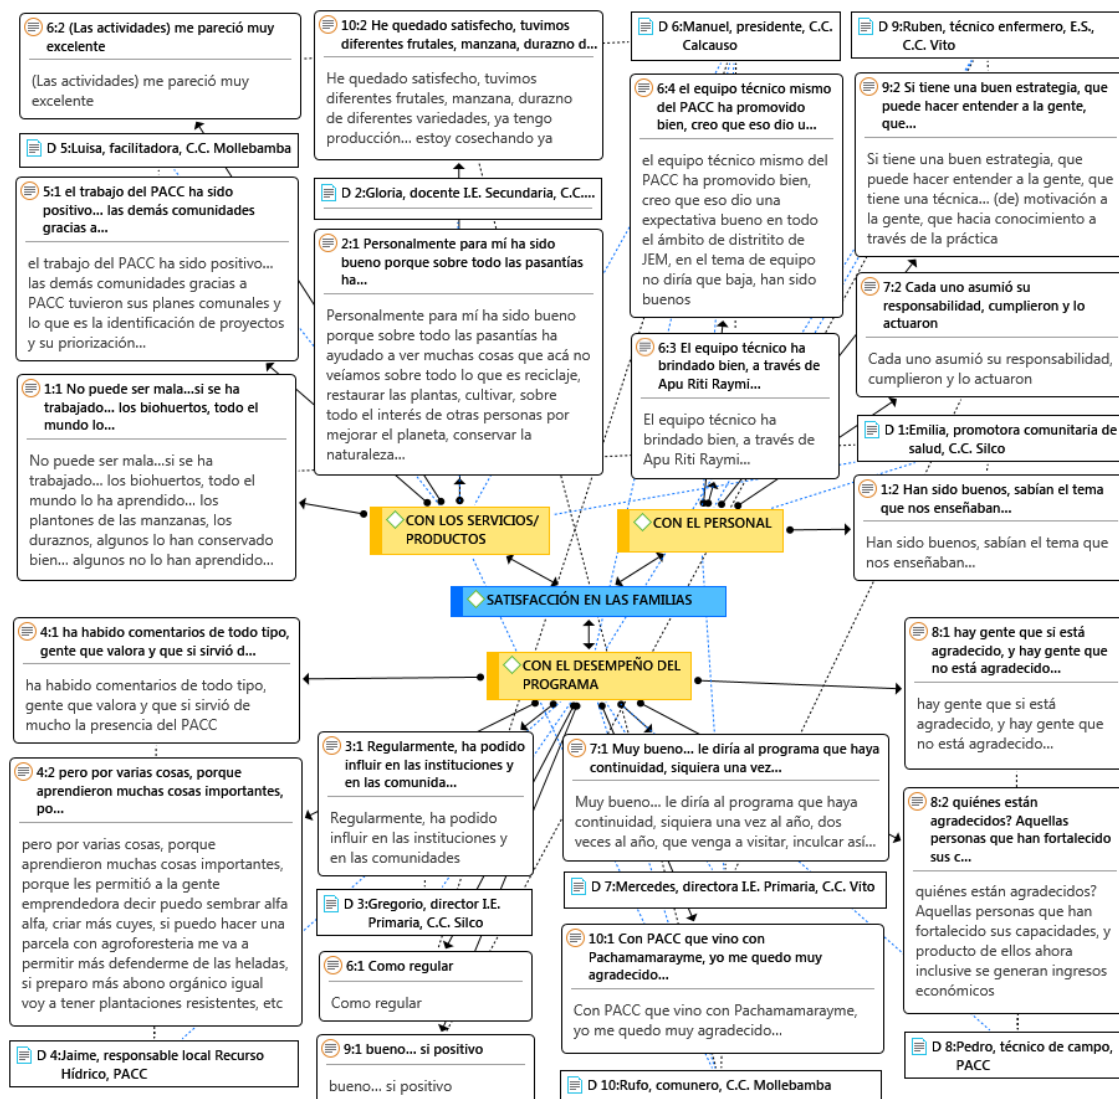 6:2 (Las actividades) me pareció muy
excelente
(Las actividades) me pareció muy
excelente
D 5:Luisa, facilitadora, C.C. Mollebamba
5:1 el trabajo del PACC ha sido
positivo... las demás comunidades
gracias a...
el trabajo del PACC ha sido positivo...
las demás comunidades gracias a
PACC tuvieron sus planes comunales y
lo que es la identificación de proyectos
y su priorización...
1:1 No puede ser mala...si se ha
trabajado... los biohuertos, todo el
mundo lo...
No puede ser mala...si se ha
trabajado... los biohuertos, todo el
mundo lo ha aprendido... los
plantones de las manzanas, los
duraznos, algunos lo han conservado
bien... algunos no lo han aprendido...
10:2 He quedado satisfecho, tuvimos
diferentes frutales, manzana, durazno d...
He quedado satisfecho, tuvimos
diferentes frutales, manzana, durazno
de diferentes variedades, ya tengo
producción... estoy cosechando ya
D 2:Gloria, docente I.E. Secundaria, C.C....
2:1 Personalmente para mí ha sido
bueno porque sobre todo las pasantías
ha...
Personalmente para mí ha sido bueno
porque sobre todo las pasantías ha
ayudado a ver muchas cosas que acá no
veíamos sobre todo lo que es reciclaje,
restaurar las plantas, cultivar, sobre
todo el interés de otras personas por
mejorar el planeta, conservar la
naturaleza...
D 6:Manuel, presidente, C.C.
Calcauso
6:4 el equipo técnico mismo
del PACC ha promovido
bien, creo que eso dio u...
el equipo técnico mismo del
PACC ha promovido bien,
creo que eso dio una
expectativa bueno en todo
el ámbito de distritito de
JEM, en el tema de equipo
no diría que baja, han sido
buenos
6:3 El equipo técnico ha
brindado bien, a través de
Apu Riti Raymi...
El equipo técnico ha
brindado bien, a través de
Apu Riti Raymi...
D 9:Ruben, técnico enfermero, E.S.,
C.C. Vito
9:2 Si tiene una buen estrategia, que
puede hacer entender a la gente,
que...
Si tiene una buen estrategia, que
puede hacer entender a la gente, que
tiene una técnica... (de) motivación a
la gente, que hacia conocimiento a
través de la práctica
7:2 Cada uno asumió su
responsabilidad, cumplieron y lo
actuaron
Cada uno asumió su responsabilidad,
cumplieron y lo actuaron
D 1:Emilia, promotora comunitaria de
salud, C.C. Silco
1:2 Han sido buenos, sabían el tema
que nos enseñaban...
Han sido buenos, sabían el tema que
nos enseñaban...
CON LOS SERVICIOS/
PRODUCTOS
CON EL PERSONAL
SATISFACCIÓN EN LAS FAMILIAS
CON EL DESEMPEÑO DEL
PROGRAMA
4:1 ha habido comentarios de todo tipo,
gente que valora y que si sirvió d...
ha habido comentarios de todo tipo,
gente que valora y que si sirvió de
mucho la presencia del PACC
4:2 pero por varias cosas, porque
aprendieron muchas cosas importantes,
po...
pero por varias cosas, porque
aprendieron muchas cosas importantes,
porque les permitió a la gente
emprendedora decir puedo sembrar alfa
alfa, criar más cuyes, si puedo hacer una
parcela con agroforesteria me va a
permitir más defenderme de las heladas,
si preparo más abono orgánico igual
voy a tener plantaciones resistentes, etc
D 4:Jaime, responsable local Recurso
Hídrico, PACC
3:1 Regularmente, ha podido
influir en las instituciones y
en las comunida...
Regularmente, ha podido
influir en las instituciones y
en las comunidades
D 3:Gregorio, director I.E.
Primaria, C.C. Silco
6:1 Como regular
Como regular
9:1 bueno... si positivo
bueno... si positivo
7:1 Muy bueno... le diría al programa que haya
continuidad, siquiera una vez...
Muy bueno... le diría al programa que haya
continuidad, siquiera una vez al año, dos
veces al año, que venga a visitar, inculcar así...
D 7:Mercedes, directora I.E. Primaria, C.C. Vito
10:1 Con PACC que vino con
Pachamamarayme, yo me quedo muy
agradecido...
Con PACC que vino con Pachamamarayme,
yo me quedo muy agradecido...
D 10:Rufo, comunero, C.C. Mollebamba
8:1 hay gente que si está
agradecido, y hay gente que
no está agradecido...
hay gente que si está
agradecido, y hay gente que
no está agradecido...
8:2 quiénes están
agradecidos? Aquellas
personas que han fortalecido
sus c...
quiénes están agradecidos?
Aquellas personas que han
fortalecido sus capacidades, y
producto de ellos ahora
inclusive se generan ingresos
económicos
D 8:Pedro, técnico de campo,
PACC